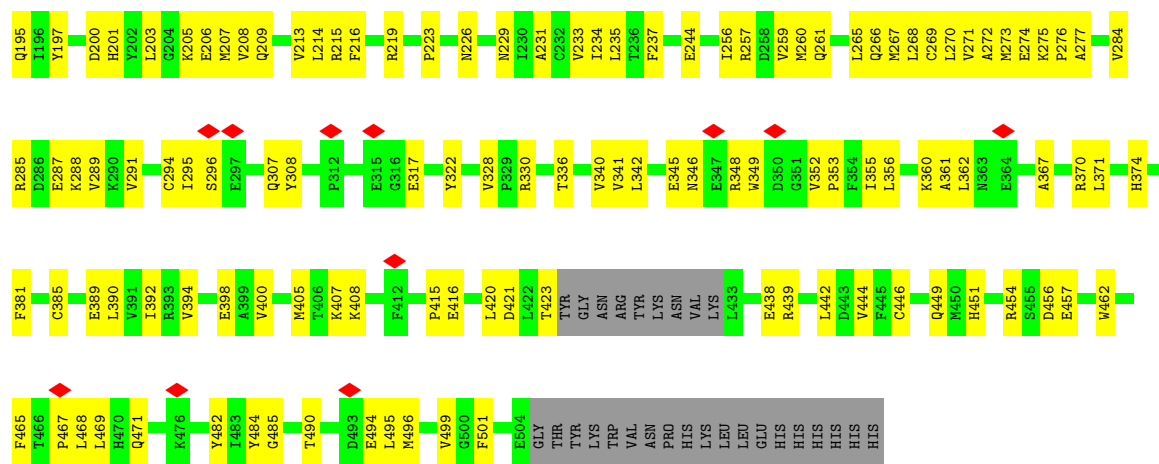 Q195 I196 Y197 D200 H201 Y202 L203 G204 K205 E206 M207 V208 Q209 V213 L214 R215 F216 R219 P223 N226 N229 I230 A231 C232 V233 I234 L235 T236 F237 E244 I256 R257 D258 V259 M260 Q261 L265 Q266 M267 L268 C269 L270 V271 A272 M273 E274 K275 P276 A277 V284
R285 D286 E287 K288 V289 K290 V291 C294 I295 S296 E297 Q307 Y308 P312 E315 G316 E317 Y322 V328 P329 R330 T336 V340 V341 L342 E345 N346 E347 R348 W349 D350 G351 V352 P353 F354 I355 L356 K360 A361 L362 N363 E364 A367 R370 L371 H374
F381 C385 E389 L390 V391 I392 R393 V394 E398 A399 V400 M405 T406 K407 K408 F412 P415 E416 L420 D421 L422 T423 TYR GLY ASN ARG TYR LYS ASN VAL LYS L433 E438 R439 L442 D443 V444 F445 C446 Q449 M450 H451 R454 S455 D456 E457 W462
F465 T466 P467 L468 L469 H470 Q471 K476 Y482 I483 Y484 G485 T490 D493 E494 L495 M496 V499 G500 F501 E504 GLY THR TYR LYS TRP VAL ASN PRO HIS LYS LEU LEU GLU HIS HIS HIS HIS HIS HIS